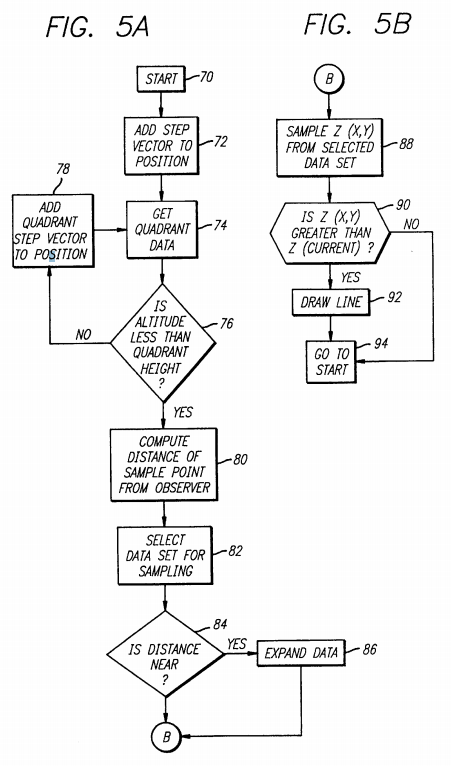 FIG. 5A
START
70
ADD STEP
VECTOR TO
POSITION
72
78
ADD
QUADRANT
STEP VECTOR
TO POSITION
GET
QUADRANT
DATA
74
IS
ALTITUDE
LESS THAN
QUADRANT
HEIGHT
?
76
NO
YES
COMPUTE
DISTANCE OF
SAMPLE POINT
FROM OBSERVER
80
SELECT
DATA SET FOR
SAMPLING
82
84
IS DISTANCE
NEAR
?
YES
EXPAND DATA
86
B
FIG. 5B
B
SAMPLE Z (X,Y)
FROM SELECTED
DATA SET
88
90
IS Z (X,Y)
GREATER THAN
Z (CURRENT) ?
NO
YES
DRAW LINE
92
GO TO
START
94